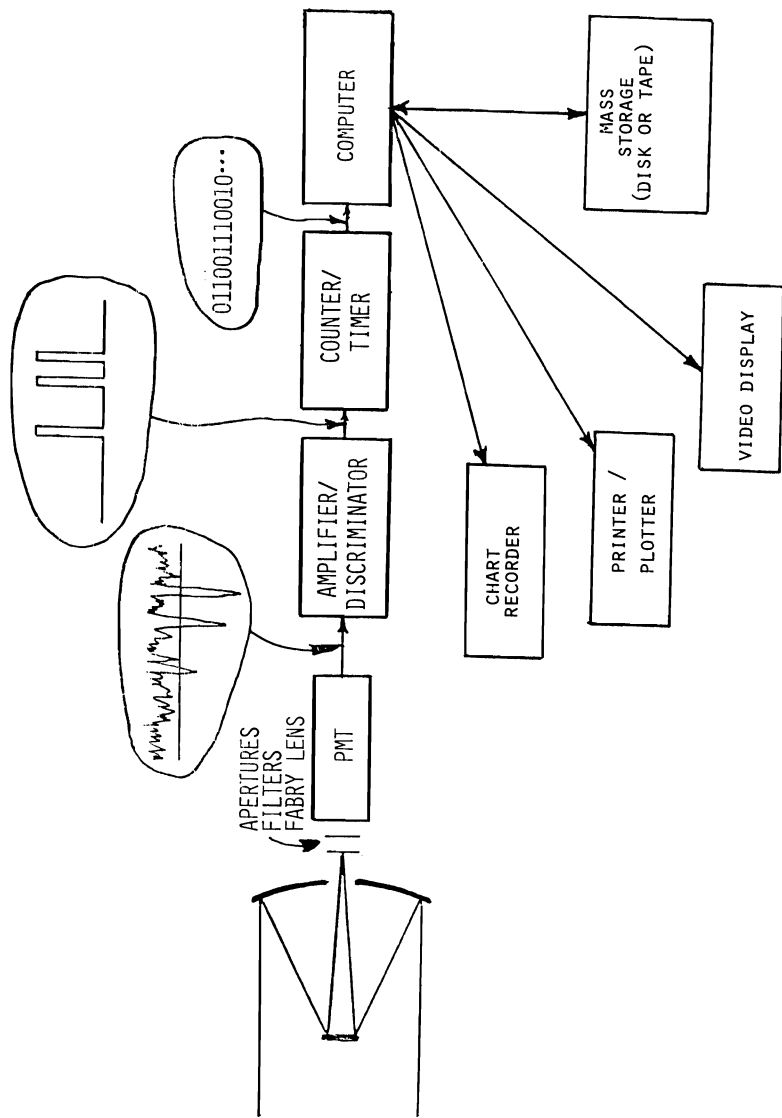 APERTURES
FILTERS
FABRY LENS
PMT
AMPLIFIER/
DISCRIMINATOR
COUNTER/
TIMER
011001110010···
COMPUTER
CHART
RECORDER
PRINTER /
PLOTTER
VIDEO DISPLAY
MASS
STORAGE
(DISK OR TAPE)